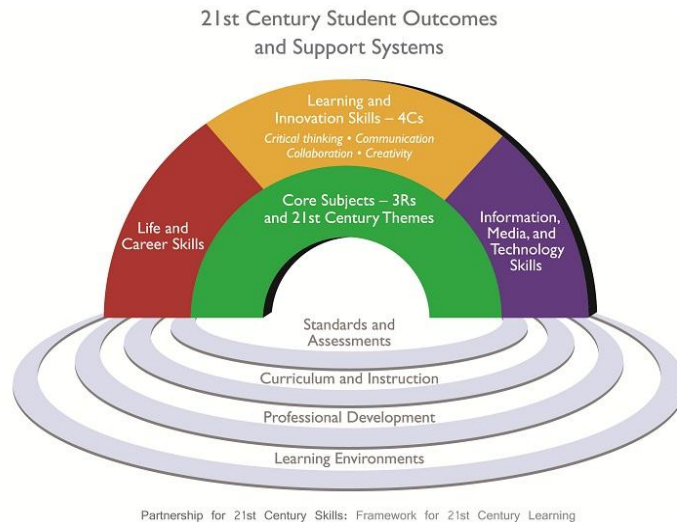 21st Century Student Outcomes
and Support Systems
Learning and
Innovation Skills – 4Cs
Critical thinking • Communication
Collaboration • Creativity
Core Subjects – 3Rs
and 21st Century Themes
Life and
Career Skills
Information,
Media, and
Technology
Skills
Standards and
Assessments
Curriculum and Instruction
Professional Development
Learning Environments
Partnership for 21st Century Skills: Framework for 21st Century Learning